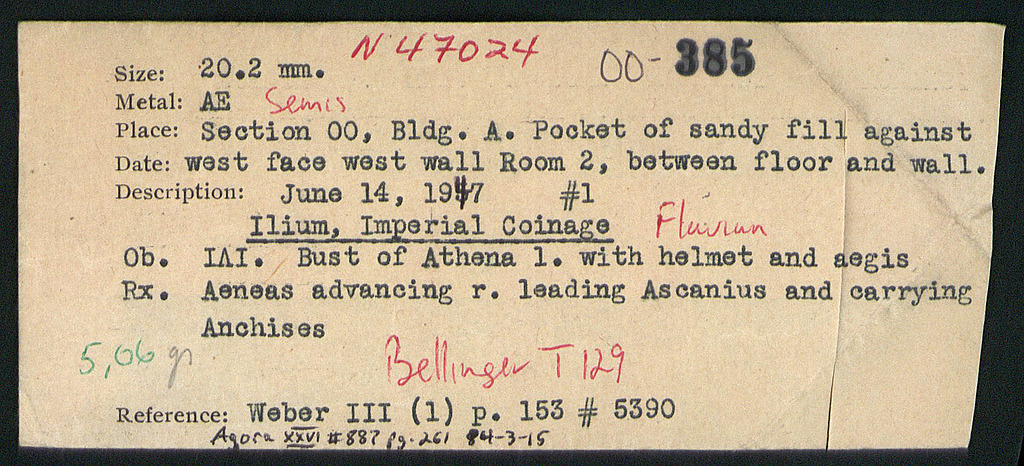 N 47024
OO- 385
Size: 20.2 mm.
Metal: AE Semis
Place: Section OO, Bldg. A. Pocket of sandy fill against
Date: west face west wall Room 2, between floor and wall.
Description: June 14, 1947 #1
Ilium, Imperial Coinage Flavian
Ob. IΛI. Bust of Athena l. with helmet and aegis
Rx. Aeneas advancing r. leading Ascanius and carrying
Anchises
5,06 gr
Bellinger T 129
Reference: Weber III (1) p. 153 # 5390
Agora XXVI #887 pg. 261 84-3-15